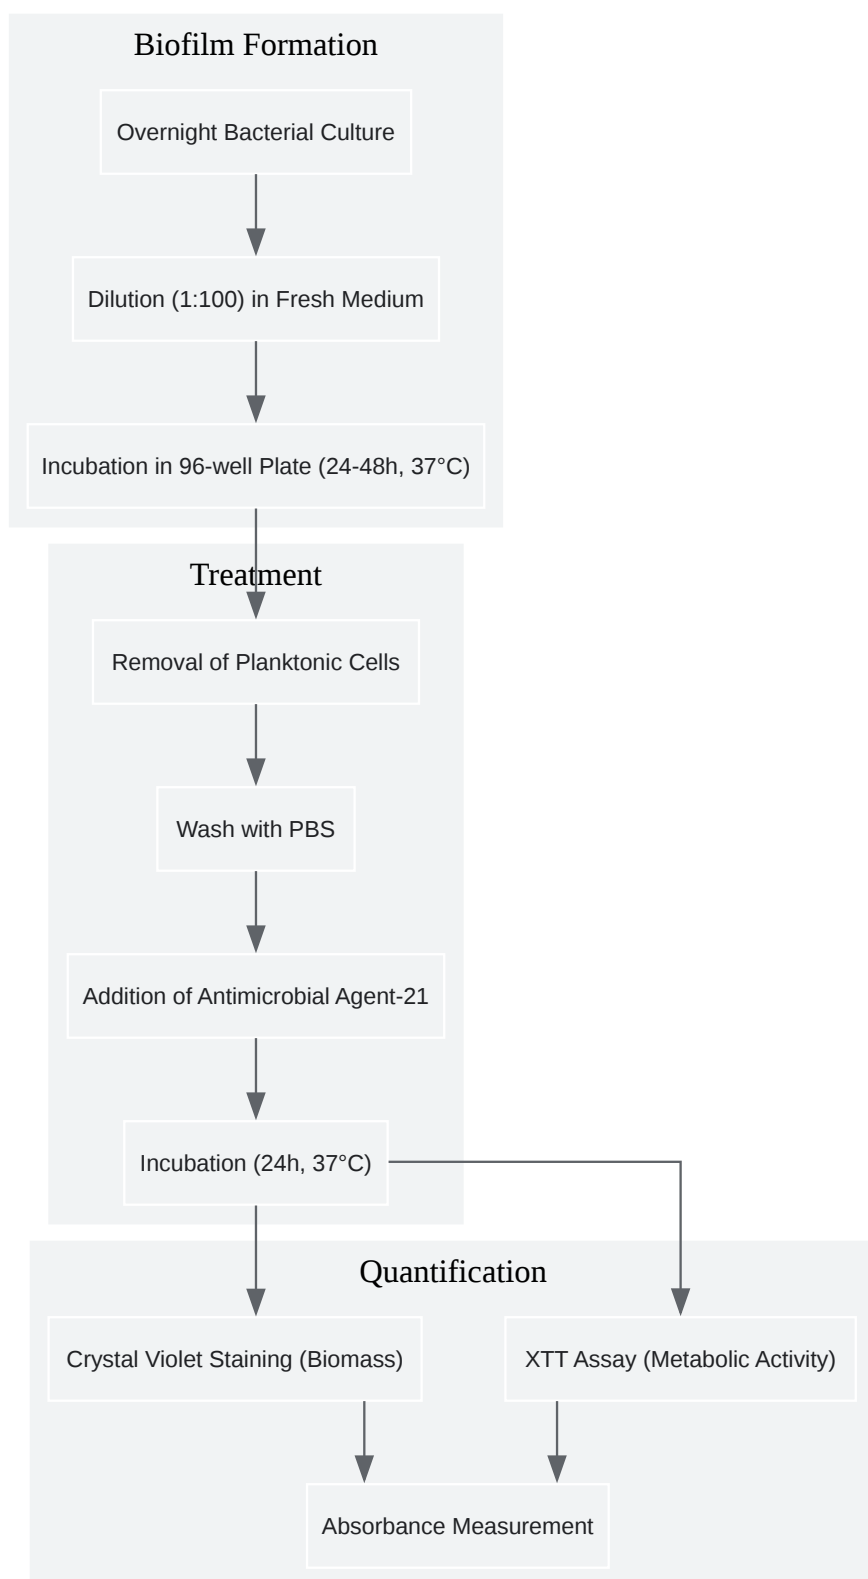 Biofilm Formation
Overnight Bacterial Culture
Dilution (1:100) in Fresh Medium
Incubation in 96-well Plate (24-48h, 37°C)
Treatment
Removal of Planktonic Cells
Wash with PBS
Addition of Antimicrobial Agent-21
Incubation (24h, 37°C)
Quantification
Crystal Violet Staining (Biomass)
XTT Assay (Metabolic Activity)
Absorbance Measurement